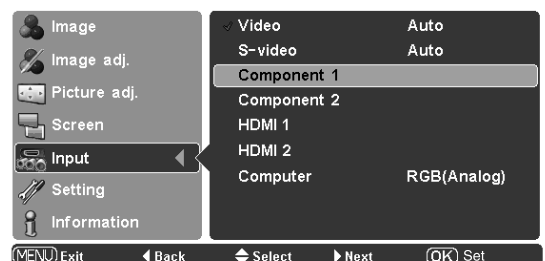 Image
Image adj.
Picture adj.
Screen
Input
Setting
Information
Video Auto
S-video Auto
Component 1
Component 2
HDMI 1
HDMI 2
Computer RGB(Analog)
MENU Exit Back Select Next OK Set